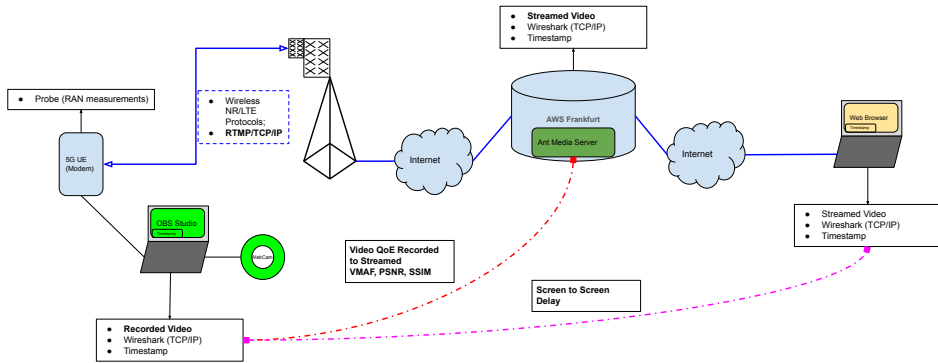 Streamed Video
Wireshark (TCP/IP)
Timestamp
Probe (RAN measurements)
Wireless
NR/LTE
Protocols;
RTMP/TCP/IP
AWS Frankfurt
Ant Media Server
Web Browser
Timestamp
5G UE
(Modem)
Internet
Internet
OBS Studio
Timestamp
WebCam
Streamed Video
Wireshark (TCP/IP)
Timestamp
Video QoE Recorded
to Streamed
VMAF, PSNR, SSIM
Screen to Screen
Delay
Recorded Video
Wireshark (TCP/IP)
Timestamp